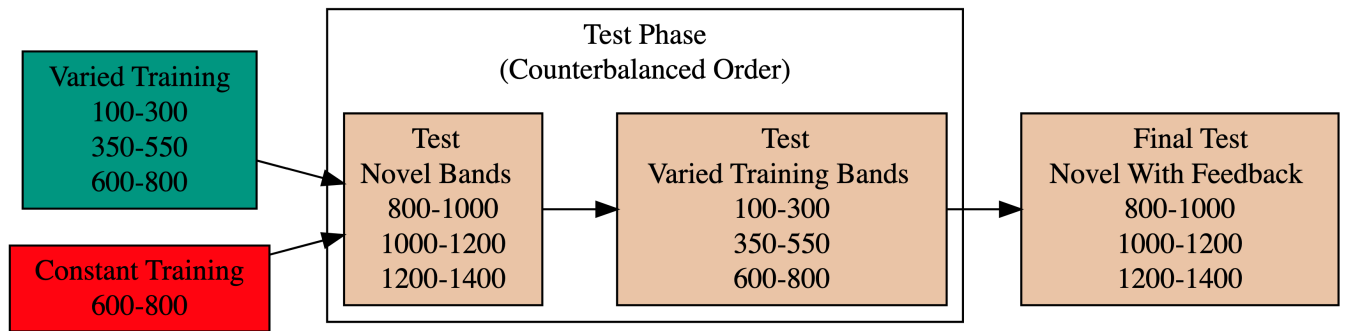 Varied Training
100-300
350-550
600-800
Constant Training
600-800
Test Phase
(Counterbalanced Order)
Test
Novel Bands
800-1000
1000-1200
1200-1400
Test
Varied Training Bands
100-300
350-550
600-800
Final Test
Novel With Feedback
800-1000
1000-1200
1200-1400